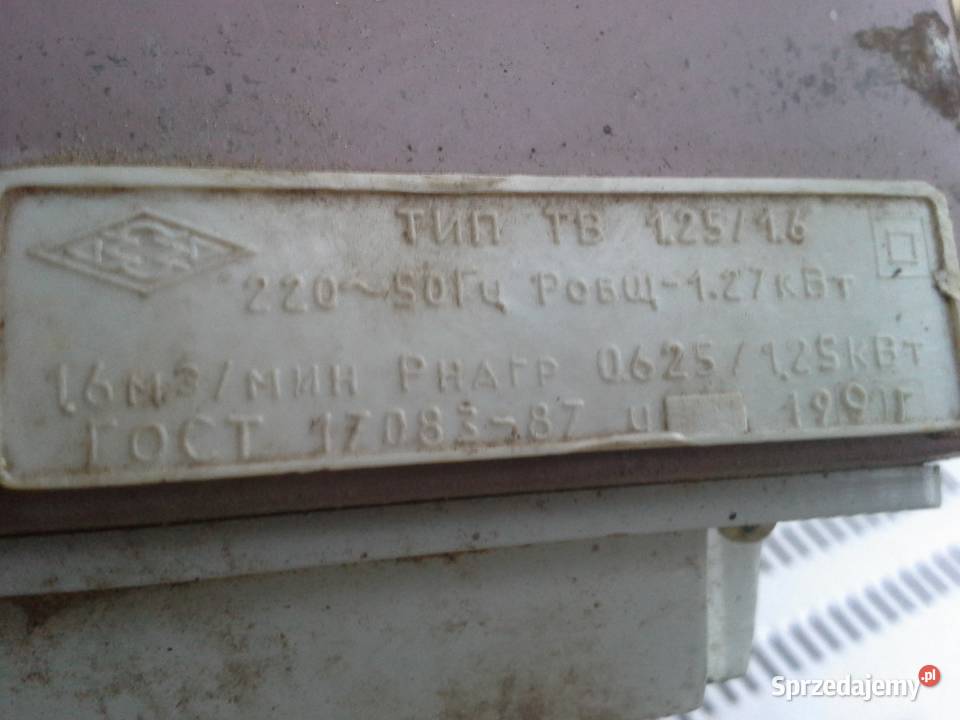 ТИП ТВ 1.25/1.6
220~50Гц Робщ-1.27кВт
1,6м3/мин Рнагр 0.625/1,25кВт
ГОСТ 17083-87 ч 1991г
Sprzedajemy.pl